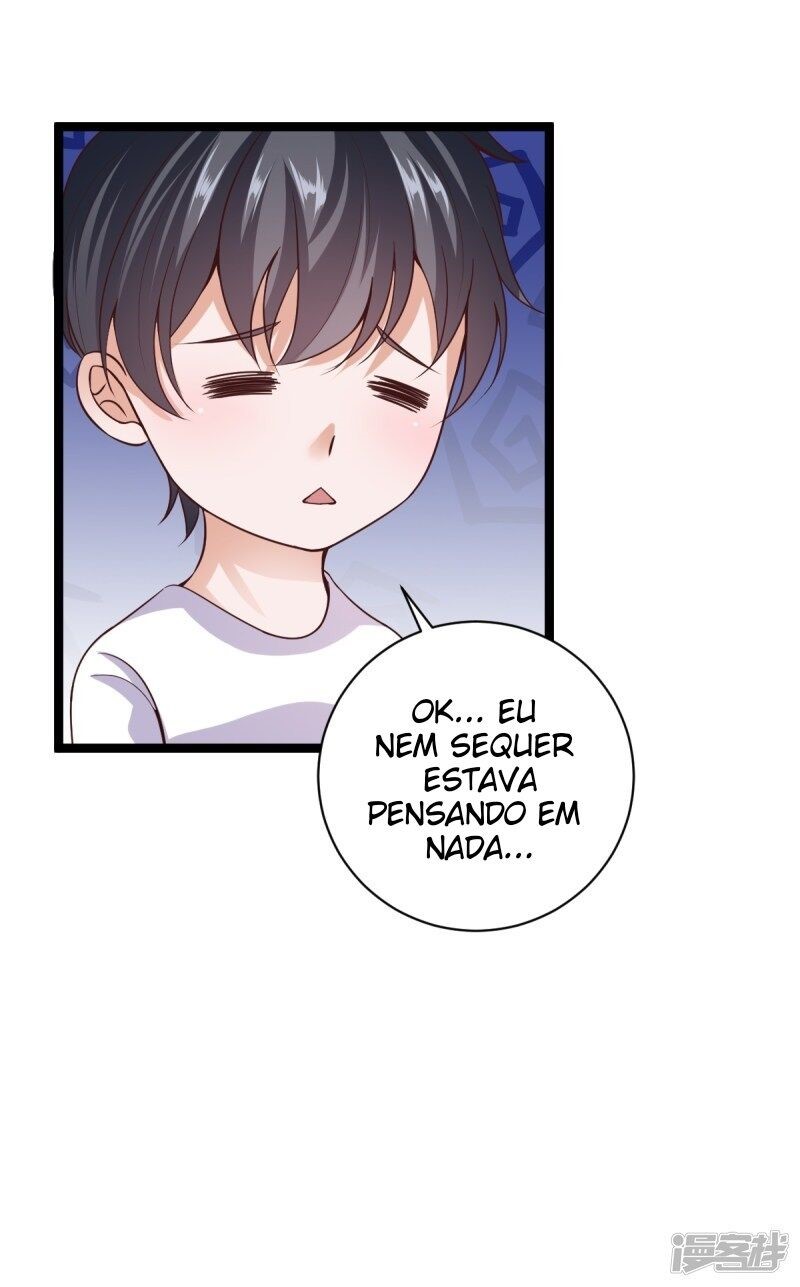 OK... EU
NEM SEQUER
ESTAVA
PENSANDO EM
NADA...
漫客栈